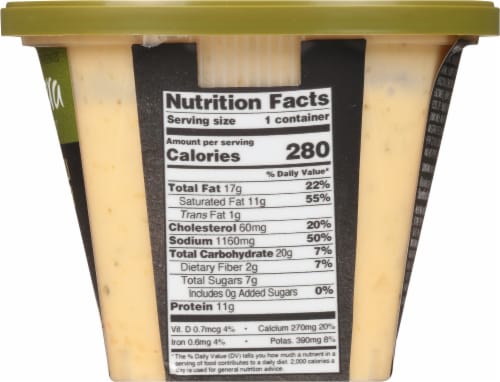 Nutrition Facts
Serving size 1 container
Amount per serving
Calories 280
% Daily Value*
Total Fat 17g 22%
Saturated Fat 11g 55%
Trans Fat 1g
Cholesterol 60mg 20%
Sodium 1160mg 50%
Total Carbohydrate 20g 7%
Dietary Fiber 2g 7%
Total Sugars 7g
Includes 0g Added Sugars 0%
Protein 11g
Vit. D 0.7mcg 4% • Calcium 270mg 20%
Iron 0.6mg 4% • Potas. 390mg 8%
*The % Daily Value (DV) tells you how much a nutrient in a
serving of food contributes to a daily diet. 2,000 calories a
day is used for general nutrition advice.